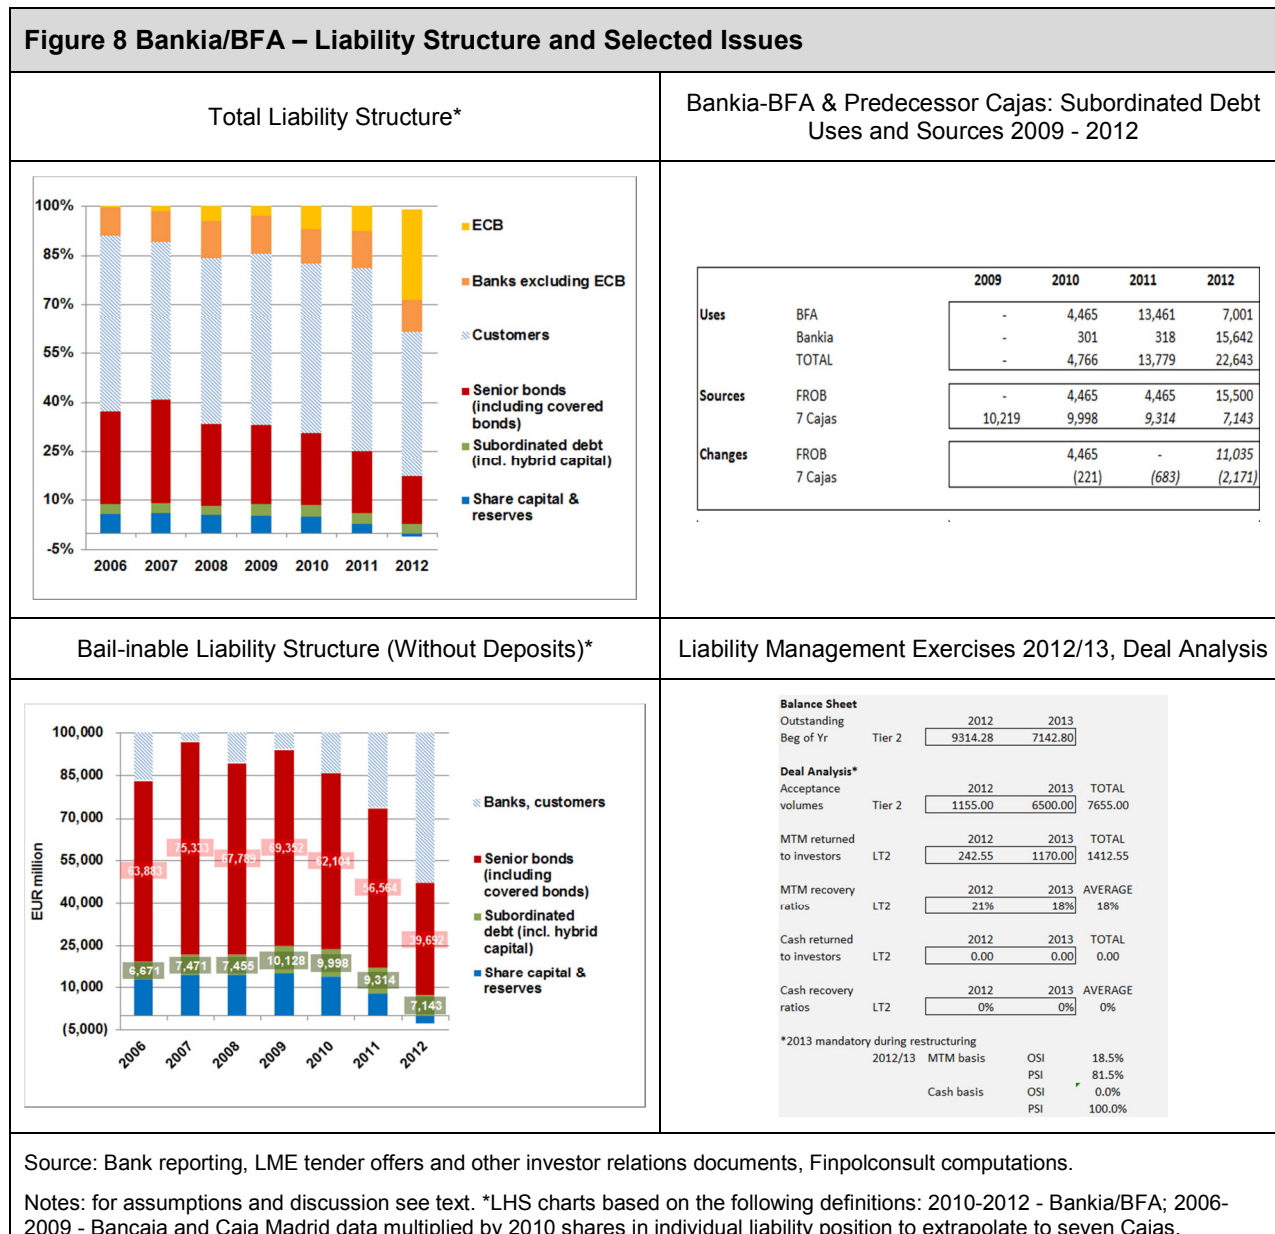 Figure 8 Bankia/BFA – Liability Structure and Selected Issues
Total Liability Structure*
Bankia-BFA & Predecessor Cajas: Subordinated Debt
Uses and Sources 2009 - 2012
100%
85%
70%
55%
40%
25%
10%
-5%
2006 2007 2008 2009 2010 2011 2012
ECB
Banks excluding ECB
Customers
Senior bonds
(including covered
bonds)
Subordinated debt
(incl. hybrid capital)
Share capital &
reserves
2009 2010 2011 2012
Uses BFA - 4,465 13,461 7,001
Bankia - 301 318 15,642
TOTAL - 4,766 13,779 22,643
Sources FROB - 4,465 4,465 15,500
7 Cajas 10,219 9,998 9,314 7,143
Changes FROB 4,465 - 11,035
7 Cajas (221) (683) (2,171)
Bail-inable Liability Structure (Without Deposits)*
Liability Management Exercises 2012/13, Deal Analysis
EUR million
100,000
85,000
70,000
55,000
40,000
25,000
10,000
(5,000)
63,883 75,333 67,789 69,352 62,104 56,564 39,692
6,671 7,471 7,455 10,128 9,998 9,314 7,143
2006 2007 2008 2009 2010 2011 2012
Banks, customers
Senior bonds
(including
covered bonds)
Subordinated
debt (incl. hybrid
capital)
Share capital &
reserves
Balance Sheet
Outstanding 2012 2013
Beg of Yr Tier 2 9314.28 7142.80
Deal Analysis*
Acceptance 2012 2013 TOTAL
volumes Tier 2 1155.00 6500.00 7655.00
MTM returned 2012 2013 TOTAL
to investors LT2 242.55 1170.00 1412.55
MTM recovery 2012 2013 AVERAGE
ratios LT2 21% 18% 18%
Cash returned 2012 2013 TOTAL
to investors LT2 0.00 0.00 0.00
Cash recovery 2012 2013 AVERAGE
ratios LT2 0% 0% 0%
*2013 mandatory during restructuring
2012/13 MTM basis OSI 18.5%
PSI 81.5%
Cash basis OSI 0.0%
PSI 100.0%
Source: Bank reporting, LME tender offers and other investor relations documents, Finpolconsult computations.
Notes: for assumptions and discussion see text. *LHS charts based on the following definitions: 2010-2012 - Bankia/BFA; 2006-
2009 - Bancaja and Caja Madrid data multiplied by 2010 shares in individual liability position to extrapolate to seven Cajas.